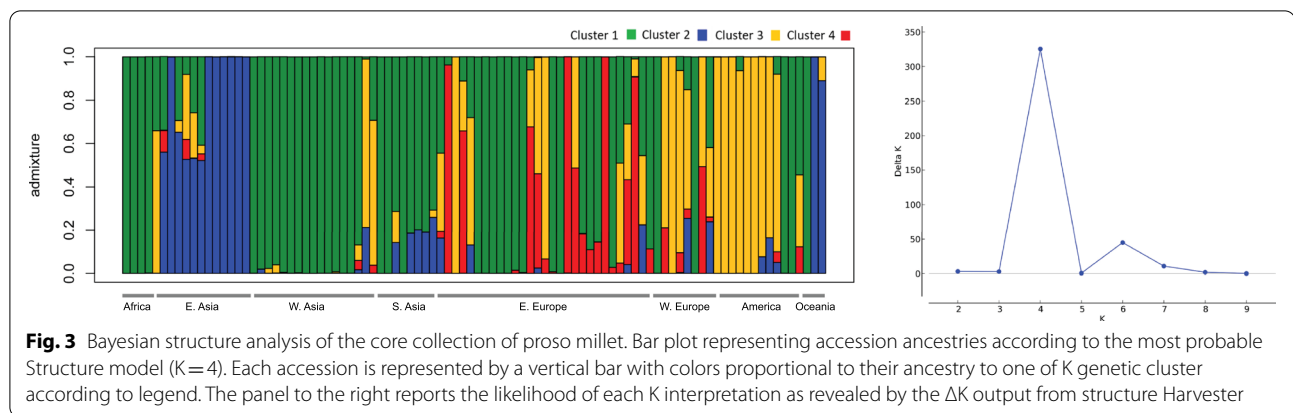 Cluster 1 Cluster 2 Cluster 3 Cluster 4
admixture
1.0
0.8
0.6
0.4
0.2
0.0
Africa E. Asia W. Asia S. Asia E. Europe W. Europe America Oceania
Delta K
350
300
250
200
150
100
50
0
2 3 4 5 6 7 8 9
K
Fig. 3 Bayesian structure analysis of the core collection of proso millet. Bar plot representing accession ancestries according to the most probable
Structure model (K = 4). Each accession is represented by a vertical bar with colors proportional to their ancestry to one of K genetic cluster
according to legend. The panel to the right reports the likelihood of each K interpretation as revealed by the ΔK output from structure Harvester